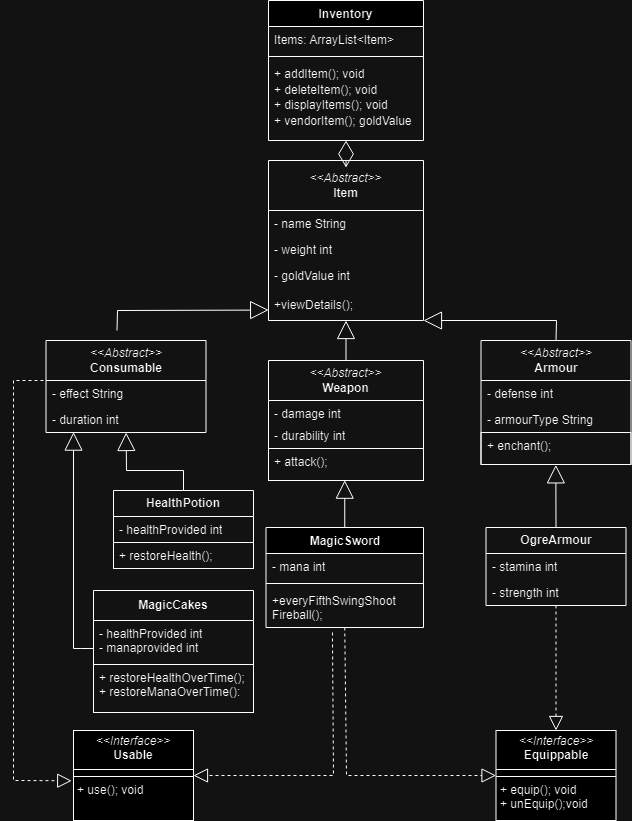 Inventory
Items: ArrayList<Item>
+ addItem(); void
+ deleteItem(); void
+ displayItems(); void
+ vendorItem(); goldValue
<<Abstract>>
Item
- name String
- weight int
- goldValue int
+viewDetails();
<<Abstract>>
Consumable
- effect String
- duration int
<<Abstract>>
Weapon
- damage int
- durability int
+ attack();
<<Abstract>>
Armour
- defense int
- armourType String
+ enchant();
HealthPotion
- healthProvided int
+ restoreHealth();
MagicSword
- mana int
+everyFifthSwingShoot
Fireball();
OgreArmour
- stamina int
- strength int
MagicCakes
- healthProvided int
- manaprovided int
+ restoreHealthOverTime();
+ restoreManaOverTime():
<<Interface>>
Usable
+ use(); void
<<Interface>>
Equippable
+ equip(); void
+ unEquip();void